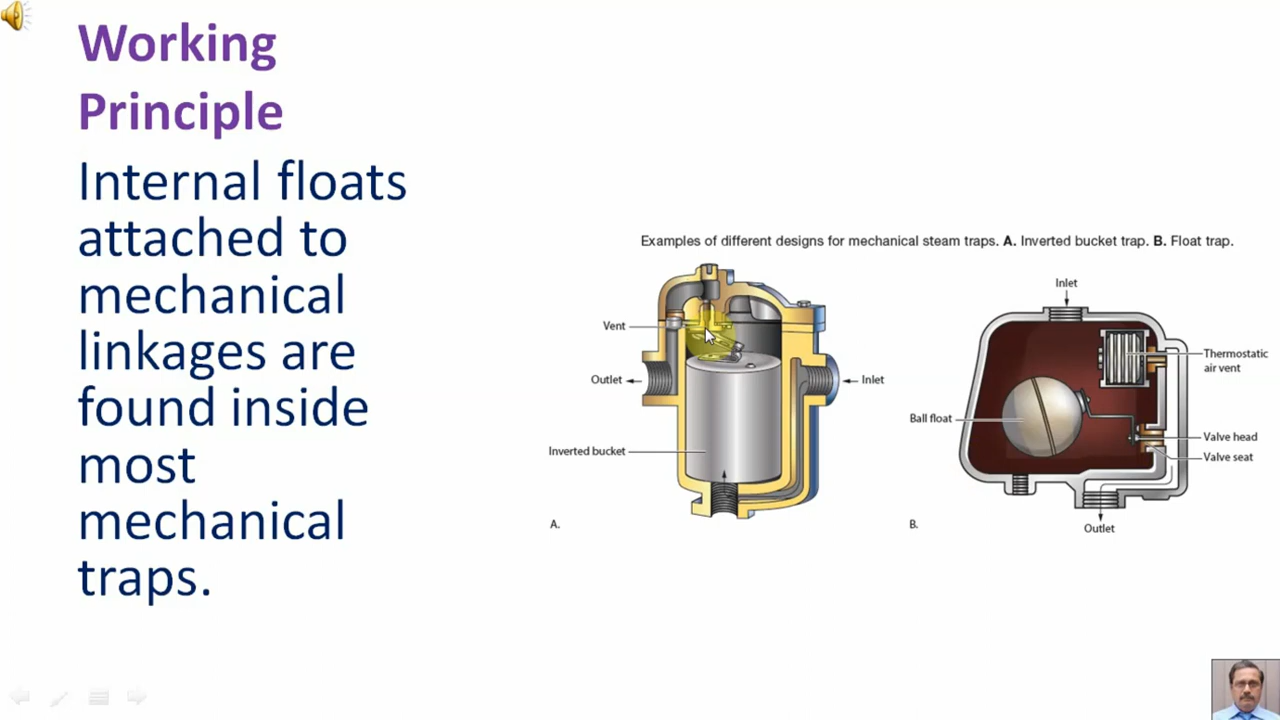 Working
Principle
Internal floats
attached to
mechanical
linkages are
found inside
most
mechanical
traps.
Examples of different designs for mechanical steam traps. A. Inverted bucket trap. B. Float trap.
Vent
Outlet
Inlet
Inverted bucket
A.
Inlet
Thermostatic
air vent
Ball float
Valve head
Valve seat
Outlet
B.